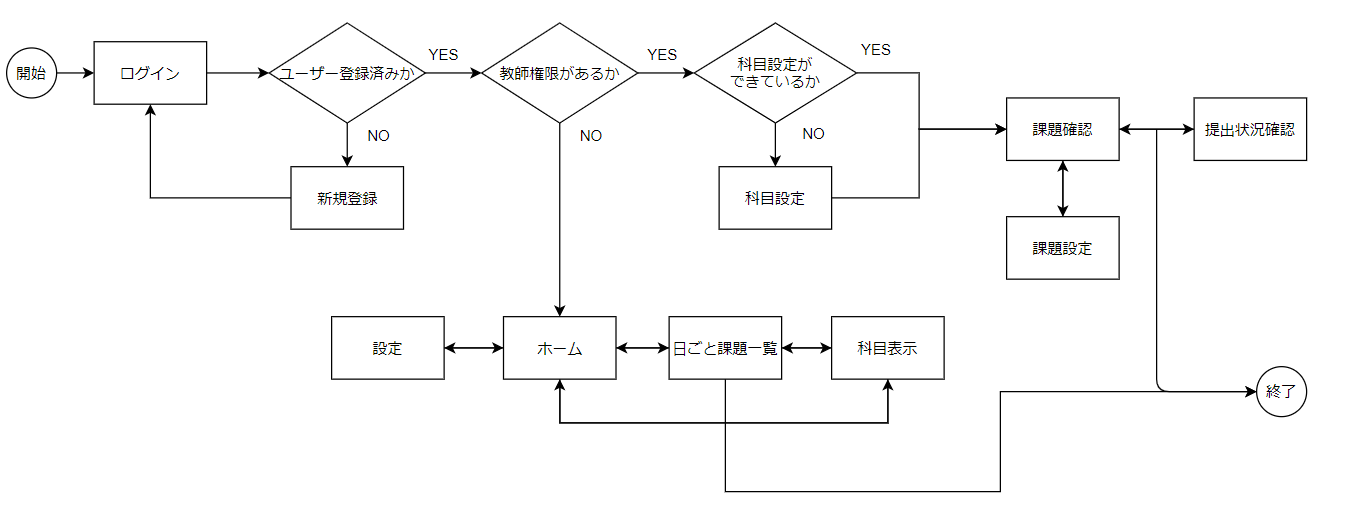 開始
ログイン
ユーザー登録済みか
YES
教師権限があるか
YES
科目設定が
できているか
YES
NO
NO
NO
新規登録
科目設定
課題確認
提出状況確認
課題設定
設定
ホーム
日ごと課題一覧
科目表示
終了